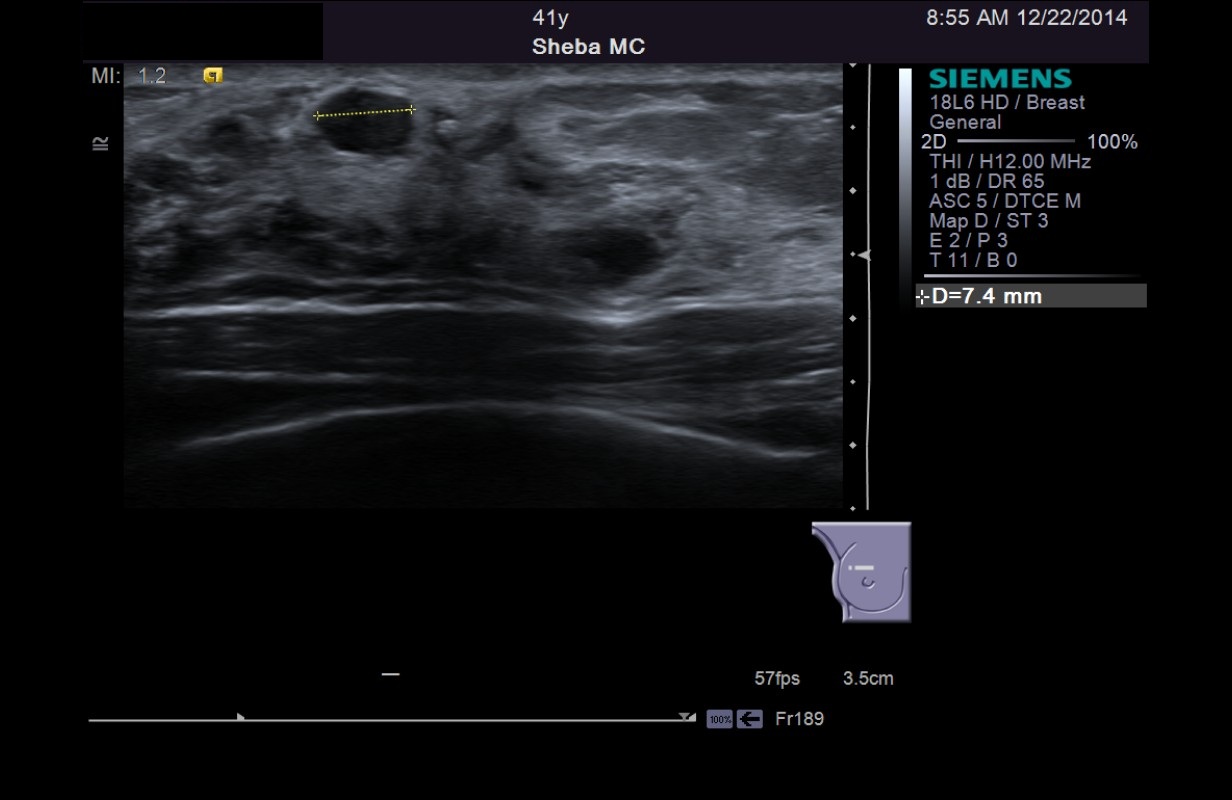 41y
8:55 AM 12/22/2014
Sheba MC
MI: 1.2
SIEMENS
18L6 HD / Breast
General
2D 100%
THI / H12.00 MHz
1 dB / DR 65
ASC 5 / DTCE M
Map D / ST 3
E 2 / P 3
T 11 / B 0
D=7.4 mm
57fps 3.5cm
100% Fr189